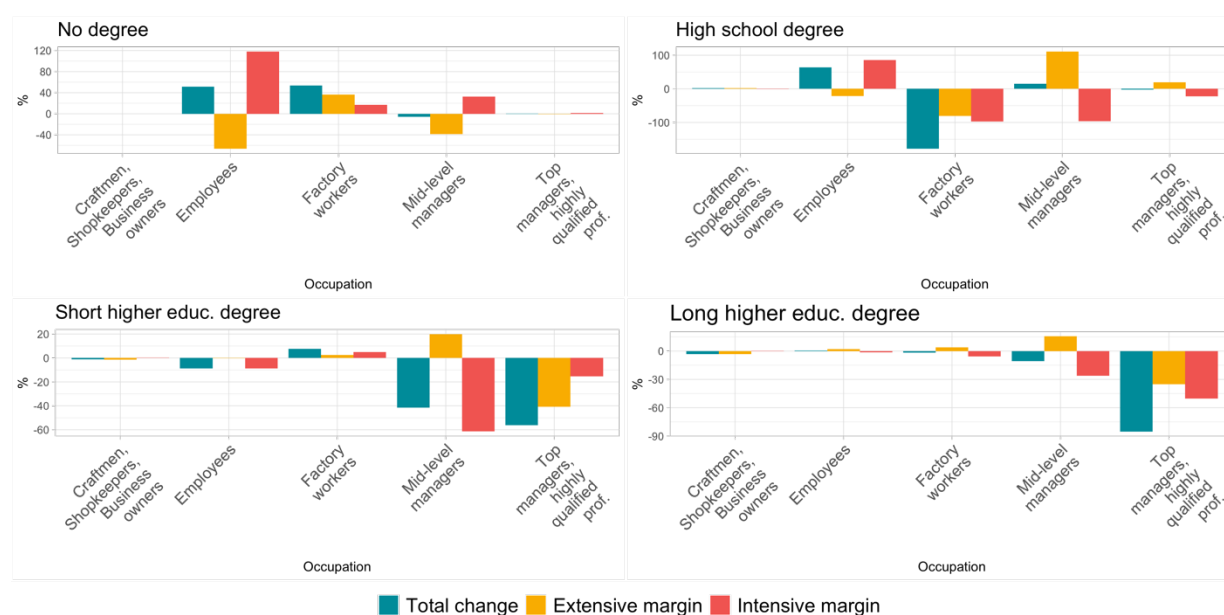 No degree
120
80
40
0
-40
%
Craftmen,
Shopkeepers,
Business
owners
Employees
Factory
workers
Mid-level
managers
Top
managers,
highly
qualified
prof.
Occupation
High school degree
100
0
-100
%
Craftmen,
Shopkeepers,
Business
owners
Employees
Factory
workers
Mid-level
managers
Top
managers,
highly
qualified
prof.
Occupation
Short higher educ. degree
20
0
-20
-40
-60
%
Craftmen,
Shopkeepers,
Business
owners
Employees
Factory
workers
Mid-level
managers
Top
managers,
highly
qualified
prof.
Occupation
Long higher educ. degree
0
-30
-60
-90
%
Craftmen,
Shopkeepers,
Business
owners
Employees
Factory
workers
Mid-level
managers
Top
managers,
highly
qualified
prof.
Occupation
Total change Extensive margin Intensive margin